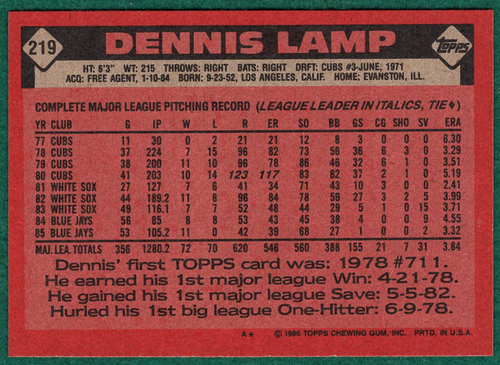 219 DENNIS LAMP TOPPS
HT: 6'3" WT: 215 THROWS: RIGHT BATS: RIGHT DRFT: CUBS #3-JUNE, 1971
ACQ: FREE AGENT, 1-10-84 BORN: 9-23-52, LOS ANGELES, CALIF. HOME: EVANSTON, ILL.
COMPLETE MAJOR LEAGUE PITCHING RECORD (LEAGUE LEADER IN ITALICS, TIE♦)
YR CLUB G IP W L R ER SO BB GS CG SHO SV ERA
77 CUBS 11 30 0 2 21 21 12 8 3 0 0 0 6.30
78 CUBS 37 224 7 15 96 82 73 56 36 6 3 0 3.29
79 CUBS 38 200 11 10 96 78 86 46 32 6 1 0 3.51
80 CUBS 41 203 10 14 123 117 83 82 37 2 1 0 5.19
81 WHITE SOX 27 127 7 6 41 34 71 43 10 3 0 0 2.41
82 WHITE SOX 44 189.2 11 8 96 84 78 59 27 3 2 5 3.99
83 WHITE SOX 49 116.1 7 7 52 48 44 29 5 1 0 15 3.71
84 BLUE JAYS 56 85 8 8 53 43 45 38 4 0 0 9 4.55
85 BLUE JAYS 53 105.2 11 0 42 39 68 27 1 0 0 2 3.32
MAJ. LEA. TOTALS 356 1280.2 72 70 620 546 560 388 155 21 7 31 3.84
Dennis' first TOPPS card was: 1978 #711.
He earned his 1st major league Win: 4-21-78.
He gained his 1st major league Save: 5-5-82.
Hurled his 1st big league One-Hitter: 6-9-78.
A★ © 1986 TOPPS CHEWING GUM, INC. PRTD. IN U.S.A.